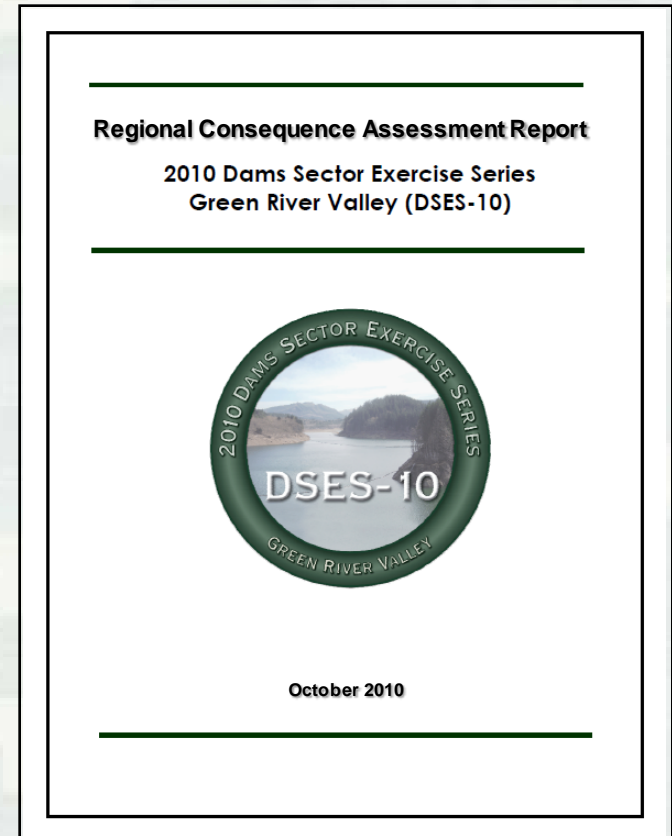 Regional Consequence Assessment Report
2010 Dams Sector Exercise Series
Green River Valley (DSES-10)
2010 DAMS SECTOR EXERCISE SERIES
DSES-10
GREEN RIVER VALLEY
October 2010